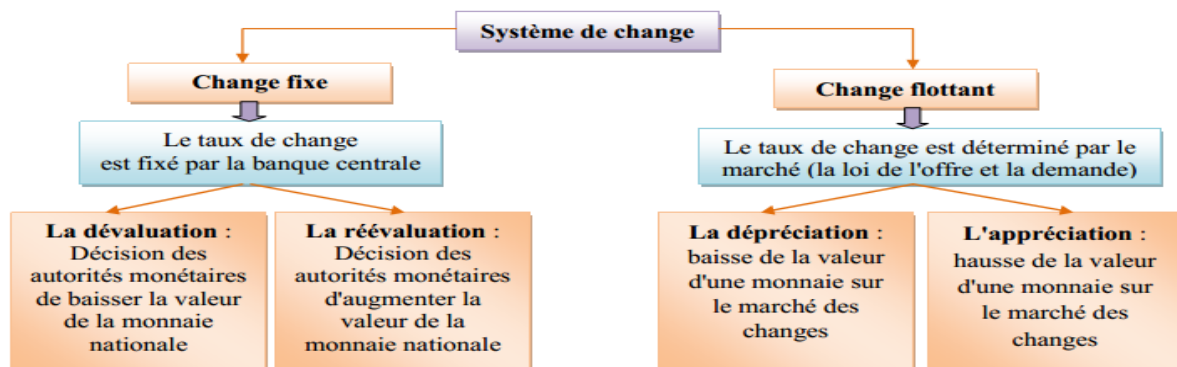 Système de change
Change fixe
Le taux de change
est fixé par la banque centrale
La dévaluation :
Décision des
autorités monétaires
de baisser la valeur
de la monnaie
nationale
La réévaluation :
Décision des
autorités monétaires
d'augmenter la
valeur de la
monnaie nationale
Change flottant
Le taux de change est déterminé par le
marché (la loi de l'offre et la demande)
La dépréciation :
baisse de la valeur
d'une monnaie sur
le marché des
changes
L'appréciation :
hausse de la valeur
d'une monnaie sur
le marché des
changes